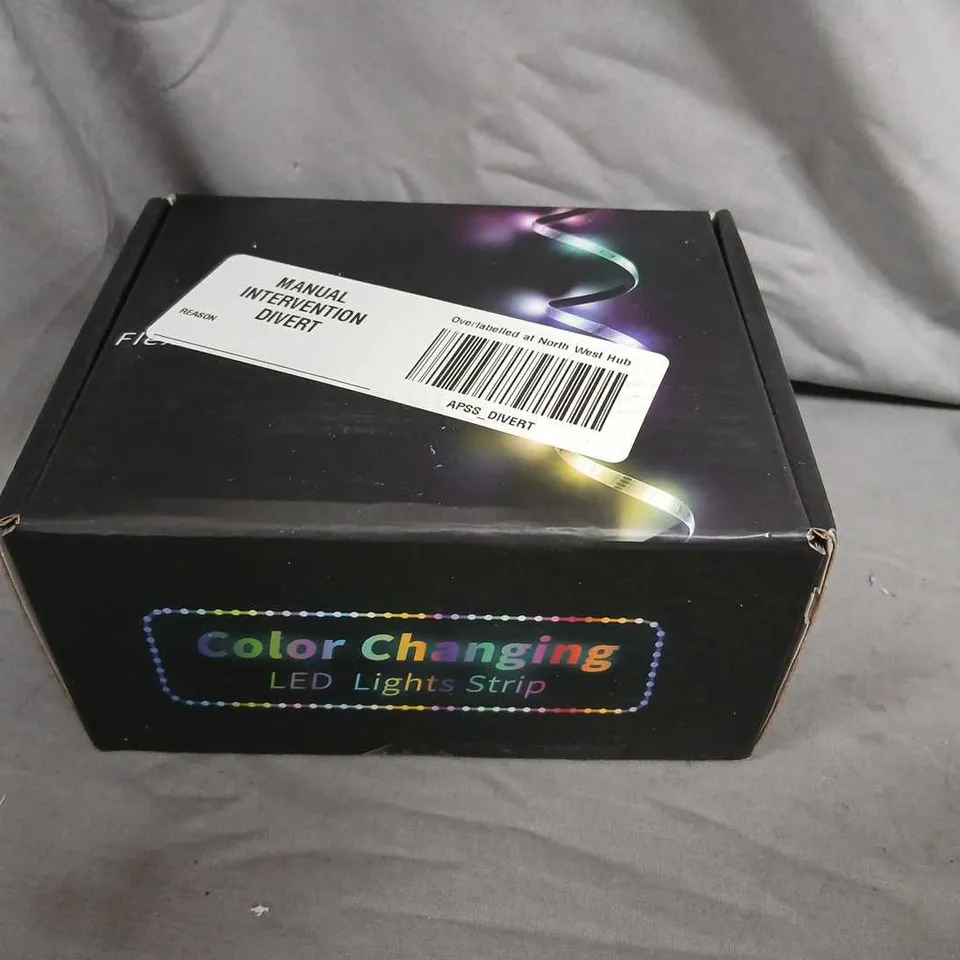 MANUAL
INTERVENTION
DIVERT
REASON
Overlabelled at North West Hub
APSS_DIVERT
Color Changing
LED Lights Strip